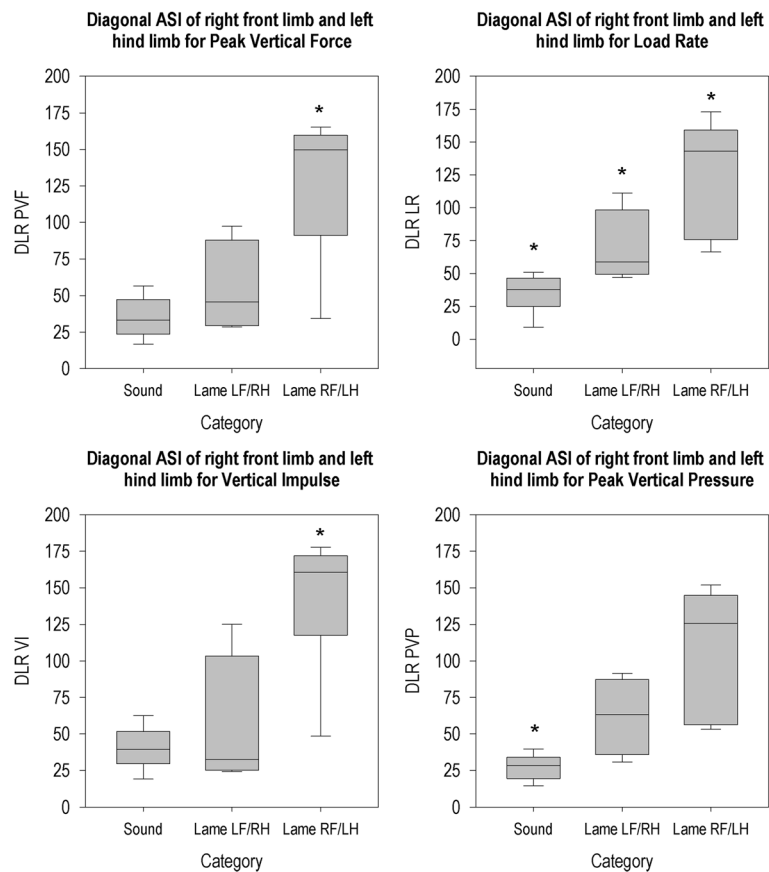 Diagonal ASI of right front limb and left
hind limb for Peak Vertical Force
200
175
150
125
100
75
50
25
0
DLR PVF
*
Sound Lame LF/RH Lame RF/LH
Category
Diagonal ASI of right front limb and left
hind limb for Load Rate
200
175
150
125
100
75
50
25
0
DLR LR
*
*
*
Sound Lame LF/RH Lame RF/LH
Category
Diagonal ASI of right front limb and left
hind limb for Vertical Impulse
200
175
150
125
100
75
50
25
0
DLR VI
*
Sound Lame LF/RH Lame RF/LH
Category
Diagonal ASI of right front limb and left
hind limb for Peak Vertical Pressure
200
175
150
125
100
75
50
25
0
DLR PVP
*
Sound Lame LF/RH Lame RF/LH
Category